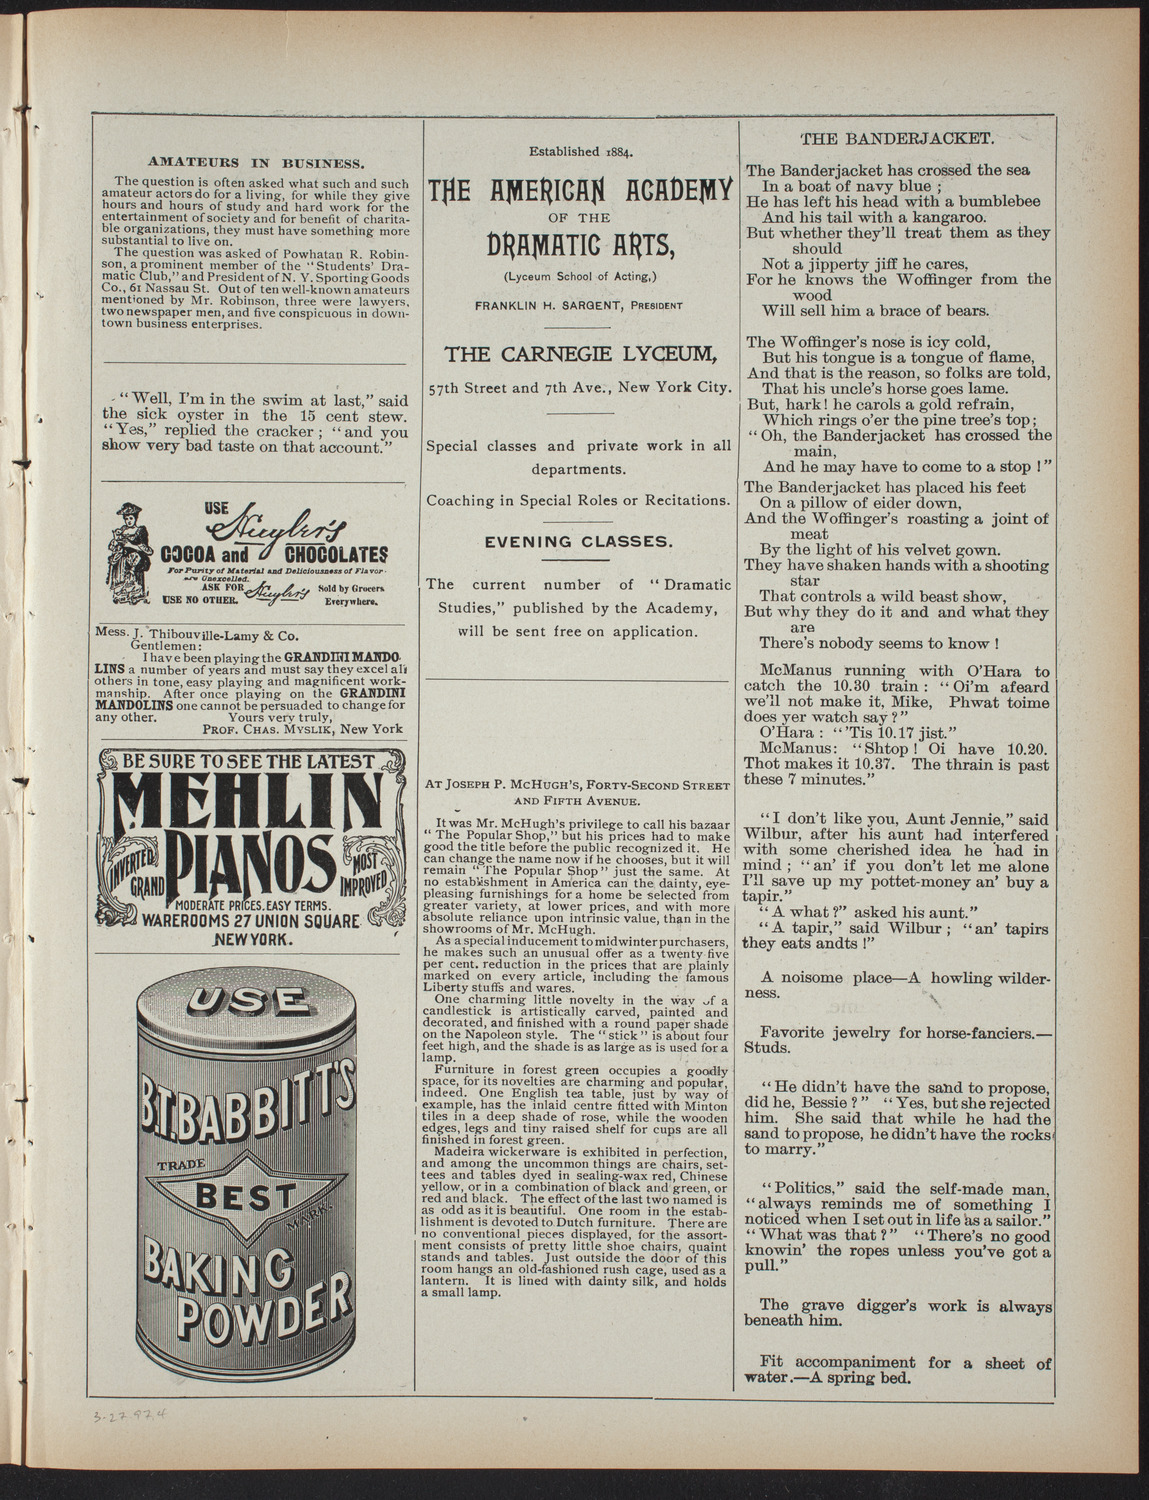 AMATEURS IN BUSINESS.
The question is often asked what such and such
amateur actors do for a living, for while they give
hours and hours of study and hard work for the
entertainment of society and for benefit of charita-
ble organizations, they must have something more
substantial to live on.
The question was asked of Powhatan R. Robin-
son, a prominent member of the "Students' Dra-
matic Club," and President of N. Y. Sporting Goods
Co., 61 Nassau St. Out of ten well-known amateurs
mentioned by Mr. Robinson, three were lawyers,
two newspaper men, and five conspicuous in down-
town business enterprises.
"Well, I'm in the swim at last," said
the sick oyster in the 15 cent stew.
"Yes," replied the cracker; "and you
show very bad taste on that account."
USE
Huyler's
COCOA and CHOCOLATES
For Purity of Material and Deliciousness of Flavor-
are Unexcelled.
ASK FOR Huyler's Sold by Grocers
USE NO OTHER. Everywhere.
Mess. J. Thibouville-Lamy & Co.
Gentlemen:
I have been playing the GRANDINI MANDO-
LINS a number of years and must say they excel all
others in tone, easy playing and magnificent work-
manship. After once playing on the GRANDINI
MANDOLINS one cannot be persuaded to change for
any other. Yours very truly,
PROF. CHAS. MYSLIK, New York
BE SURE TO SEE THE LATEST
MEHLIN
PIANOS
INVERTED
GRAND
MOST
IMPROVED
MODERATE PRICES. EASY TERMS.
WAREROOMS 27 UNION SQUARE
NEW YORK.
USE
B.T. BABBITT'S
TRADE
BEST
MARK.
BAKING
POWDER
3-27 97.4
Established 1884.
THE AMERICAN ACADEMY
OF THE
DRAMATIC ARTS,
(Lyceum School of Acting,)
FRANKLIN H. SARGENT, PRESIDENT
THE CARNEGIE LYCEUM,
57th Street and 7th Ave., New York City.
Special classes and private work in all
departments.
Coaching in Special Roles or Recitations.
EVENING CLASSES.
The current number of "Dramatic
Studies," published by the Academy,
will be sent free on application.
AT JOSEPH P. MCHUGH'S, FORTY-SECOND STREET
AND FIFTH AVENUE.
It was Mr. McHugh's privilege to call his bazaar
"The Popular Shop," but his prices had to make
good the title before the public recognized it. He
can change the name now if he chooses, but it will
remain "The Popular Shop" just the same. At
no establishment in America can the dainty, eye-
pleasing furnishings for a home be selected from
greater variety, at lower prices, and with more
absolute reliance upon intrinsic value, than in the
showrooms of Mr. McHugh.
As a special inducement to midwinter purchasers,
he makes such an unusual offer as a twenty five
per cent. reduction in the prices that are plainly
marked on every article, including the famous
Liberty stuffs and wares.
One charming little novelty in the way of a
candlestick is artistically carved, painted and
decorated, and finished with a round paper shade
on the Napoleon style. The "stick" is about four
feet high, and the shade is as large as is used for a
lamp.
Furniture in forest green occupies a goodly
space, for its novelties are charming and popular,
indeed. One English tea table, just by way of
example, has the inlaid centre fitted with Minton
tiles in a deep shade of rose, while the wooden
edges, legs and tiny raised shelf for cups are all
finished in forest green.
Madeira wickerware is exhibited in perfection,
and among the uncommon things are chairs, set-
tees and tables dyed in sealing-wax red, Chinese
yellow, or in a combination of black and green, or
red and black. The effect of the last two named is
as odd as it is beautiful. One room in the estab-
lishment is devoted to Dutch furniture. There are
no conventional pieces displayed, for the assort-
ment consists of pretty little shoe chairs, quaint
stands and tables. Just outside the door of this
room hangs an old-fashioned rush cage, used as a
lantern. It is lined with dainty silk, and holds
a small lamp.
THE BANDERJACKET.
The Banderjacket has crossed the sea
In a boat of navy blue;
He has left his head with a bumblebee
And his tail with a kangaroo.
But whether they'll treat them as they
should
Not a jipperty jiff he cares,
For he knows the Woffinger from the
wood
Will sell him a brace of bears.
The Woffinger's nose is icy cold,
But his tongue is a tongue of flame,
And that is the reason, so folks are told,
That his uncle's horse goes lame.
But, hark! he carols a gold refrain,
Which rings o'er the pine tree's top;
"Oh, the Banderjacket has crossed the
main,
And he may have to come to a stop!"
The Banderjacket has placed his feet
On a pillow of eider down,
And the Woffinger's roasting a joint of
meat
By the light of his velvet gown.
They have shaken hands with a shooting
star
That controls a wild beast show,
But why they do it and and what they
are
There's nobody seems to know!
McManus running with O'Hara to
catch the 10.30 train: "Oi'm afeard
we'll not make it, Mike, Phwat toime
does yer watch say?"
O'Hara: "'Tis 10.17 jist."
McManus: "Shtop! Oi have 10.20.
Thot makes it 10.37. The thrain is past
these 7 minutes."
"I don't like you, Aunt Jennie," said
Wilbur, after his aunt had interfered
with some cherished idea he had in
mind; "an' if you don't let me alone
I'll save up my pottet-money an' buy a
tapir."
"A what?" asked his aunt."
"A tapir," said Wilbur; "an' tapirs
they eats andts!"
A noisome place—A howling wilder-
ness.
Favorite jewelry for horse-fanciers.—
Studs.
"He didn't have the sand to propose,
did he, Bessie?" "Yes, but she rejected
him. She said that while he had the
sand to propose, he didn't have the rocks
to marry."
"Politics," said the self-made man,
"always reminds me of something I
noticed when I set out in life as a sailor."
"What was that?" "There's no good
knowin' the ropes unless you've got a
pull."
The grave digger's work is always
beneath him.
Fit accompaniment for a sheet of
water.—A spring bed.